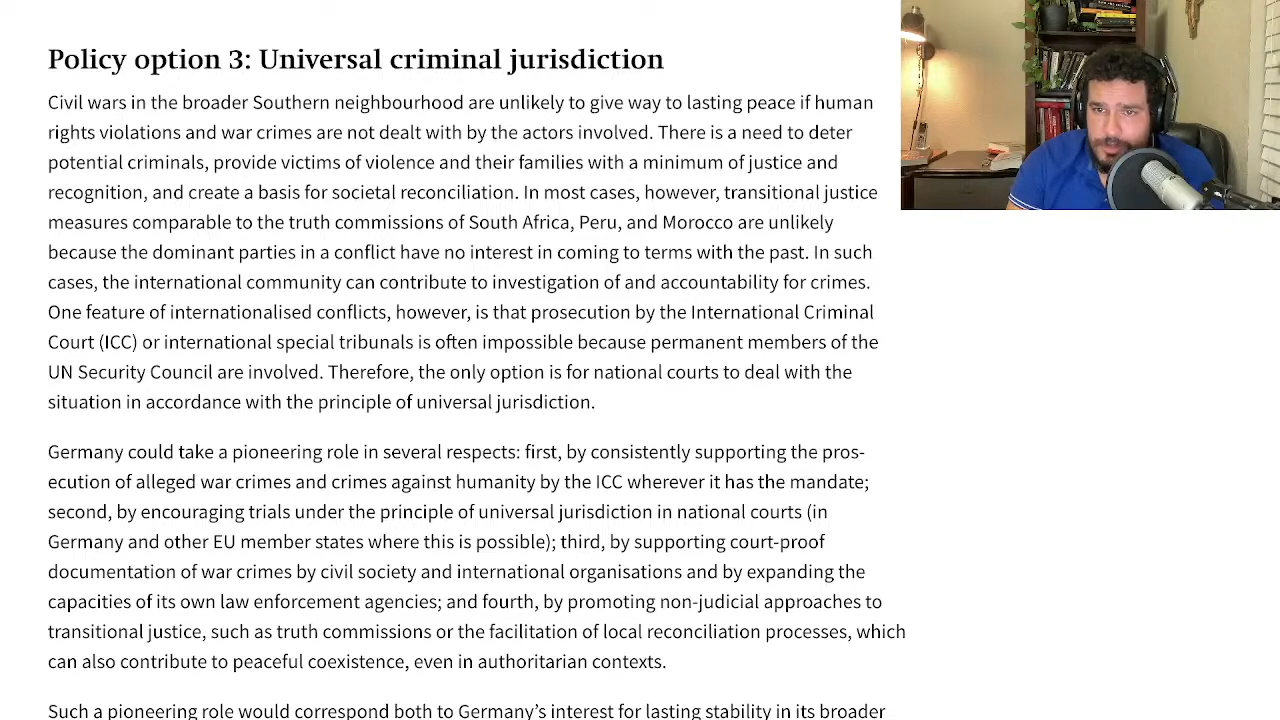 Policy option 3: Universal criminal jurisdiction
Civil wars in the broader Southern neighbourhood are unlikely to give way to lasting peace if human
rights violations and war crimes are not dealt with by the actors involved. There is a need to deter
potential criminals, provide victims of violence and their families with a minimum of justice and
recognition, and create a basis for societal reconciliation. In most cases, however, transitional justice
measures comparable to the truth commissions of South Africa, Peru, and Morocco are unlikely
because the dominant parties in a conflict have no interest in coming to terms with the past. In such
cases, the international community can contribute to investigation of and accountability for crimes.
One feature of internationalised conflicts, however, is that prosecution by the International Criminal
Court (ICC) or international special tribunals is often impossible because permanent members of the
UN Security Council are involved. Therefore, the only option is for national courts to deal with the
situation in accordance with the principle of universal jurisdiction.
Germany could take a pioneering role in several respects: first, by consistently supporting the pros-
ecution of alleged war crimes and crimes against humanity by the ICC wherever it has the mandate;
second, by encouraging trials under the principle of universal jurisdiction in national courts (in
Germany and other EU member states where this is possible); third, by supporting court-proof
documentation of war crimes by civil society and international organisations and by expanding the
capacities of its own law enforcement agencies; and fourth, by promoting non-judicial approaches to
transitional justice, such as truth commissions or the facilitation of local reconciliation processes, which
can also contribute to peaceful coexistence, even in authoritarian contexts.
Such a pioneering role would correspond both to Germany's interest for lasting stability in its broader